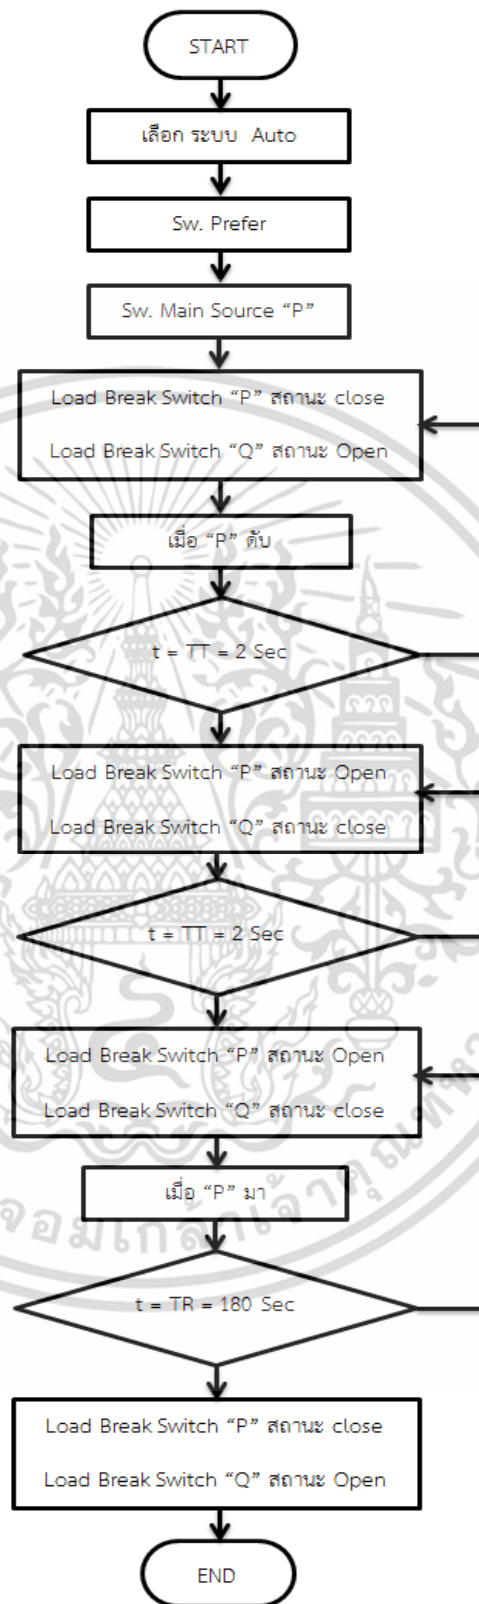 START
เลือก ระบบ Auto
Sw. Prefer
Sw. Main Source “P”
Load Break Switch “P” สถานะ close
Load Break Switch “Q” สถานะ Open
เมื่อ “P” ดับ
t = TT = 2 Sec
Load Break Switch “P” สถานะ Open
Load Break Switch “Q” สถานะ close
t = TT = 2 Sec
Load Break Switch “P” สถานะ Open
Load Break Switch “Q” สถานะ close
เมื่อ “P” มา
t = TR = 180 Sec
Load Break Switch “P” สถานะ close
Load Break Switch “Q” สถานะ Open
END